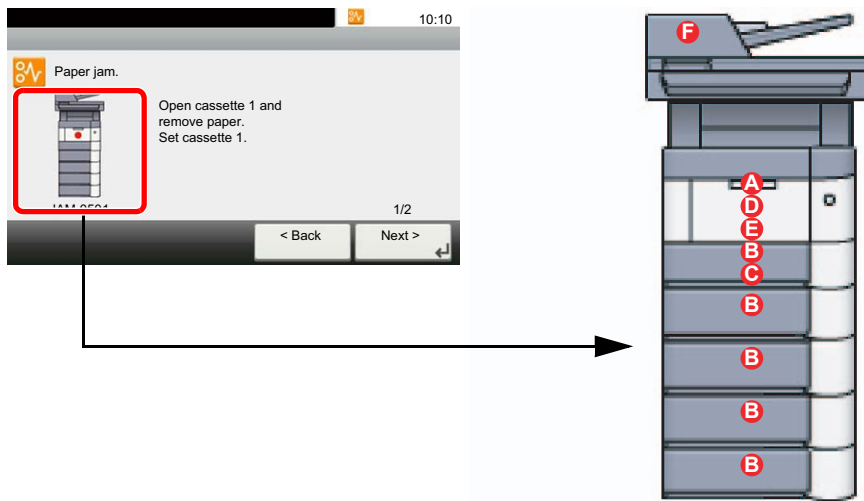 10:10
Paper jam.
Open cassette 1 and
remove paper.
Set cassette 1.
1/2
< Back
Next >
F
A
D
E
B
C
B
B
B
B